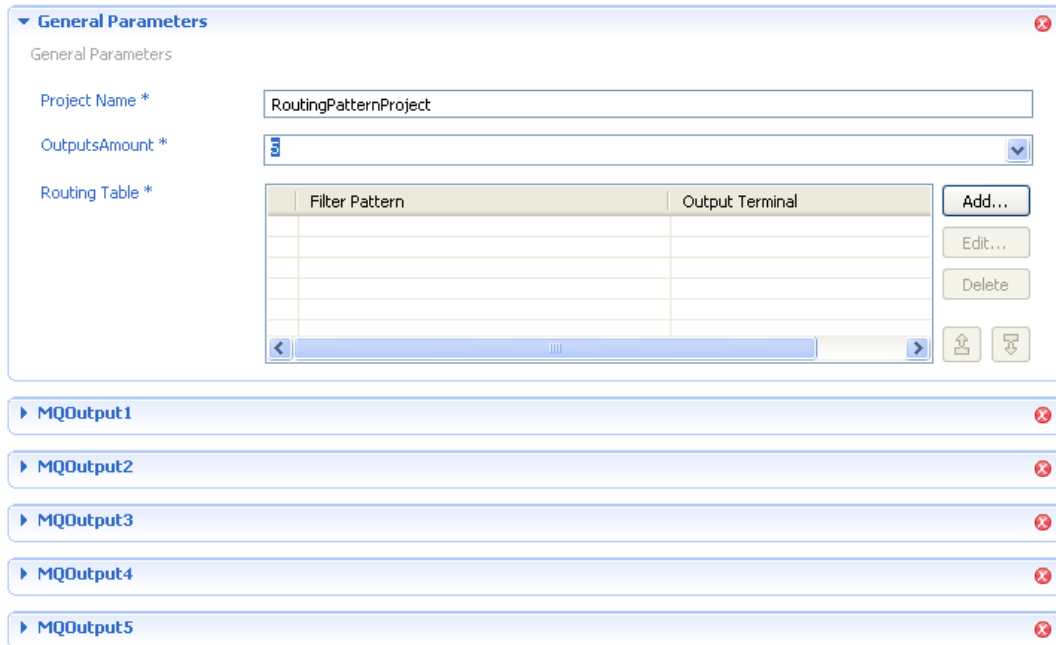 General Parameters
General Parameters
Project Name *
RoutingPatternProject
OutputsAmount *
5
Routing Table *
Filter Pattern
Output Terminal
Add...
Edit...
Delete
MQOutput1
MQOutput2
MQOutput3
MQOutput4
MQOutput5